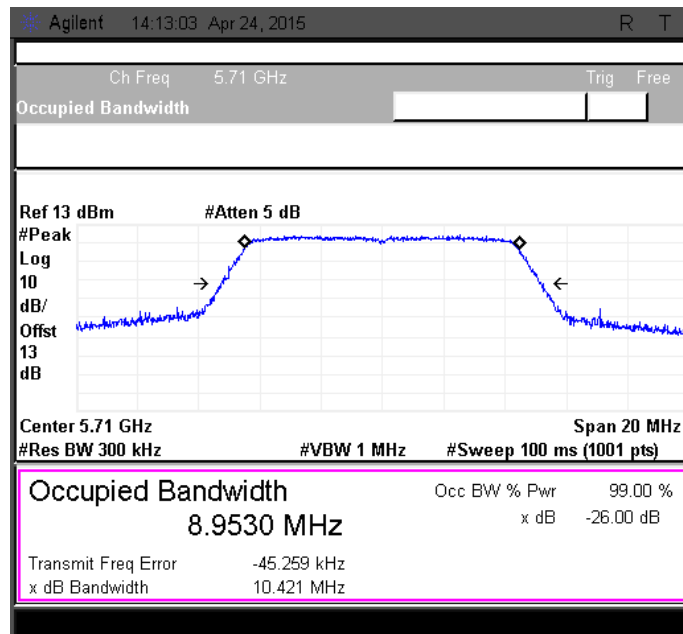 Agilent 14:13:03 Apr 24, 2015 R T
Ch Freq 5.71 GHz Trig Free
Occupied Bandwidth
Ref 13 dBm #Atten 5 dB
#Peak
Log
10
dB/
Offst
13
dB
Center 5.71 GHz Span 20 MHz
#Res BW 300 kHz #VBW 1 MHz #Sweep 100 ms (1001 pts)
Occupied Bandwidth Occ BW % Pwr 99.00 %
8.9530 MHz x dB -26.00 dB
Transmit Freq Error -45.259 kHz
x dB Bandwidth 10.421 MHz